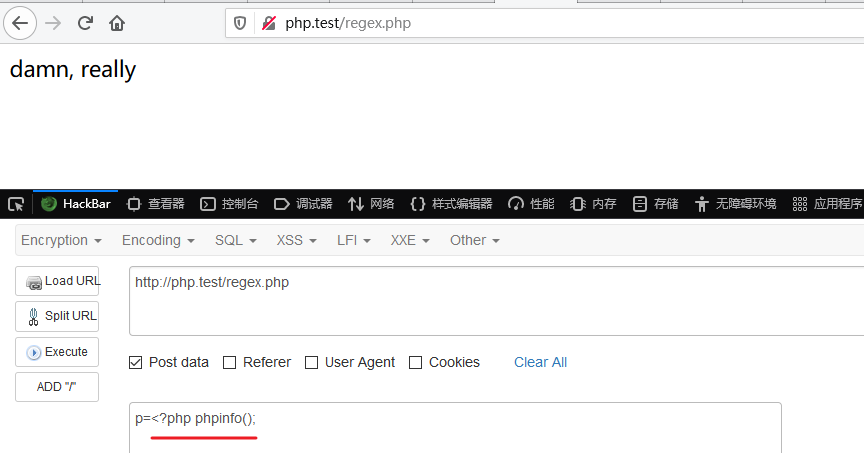 php.test/regex.php
damn, really
HackBar 查看器 控制台 调试器 网络 样式编辑器 性能 内存 存储 无障碍环境 应用程序
Encryption Encoding SQL XSS LFI XXE Other
Load URL
http://php.test/regex.php
Split URL
Execute
Post data Referer User Agent Cookies Clear All
ADD "/"
p=<?php phpinfo();